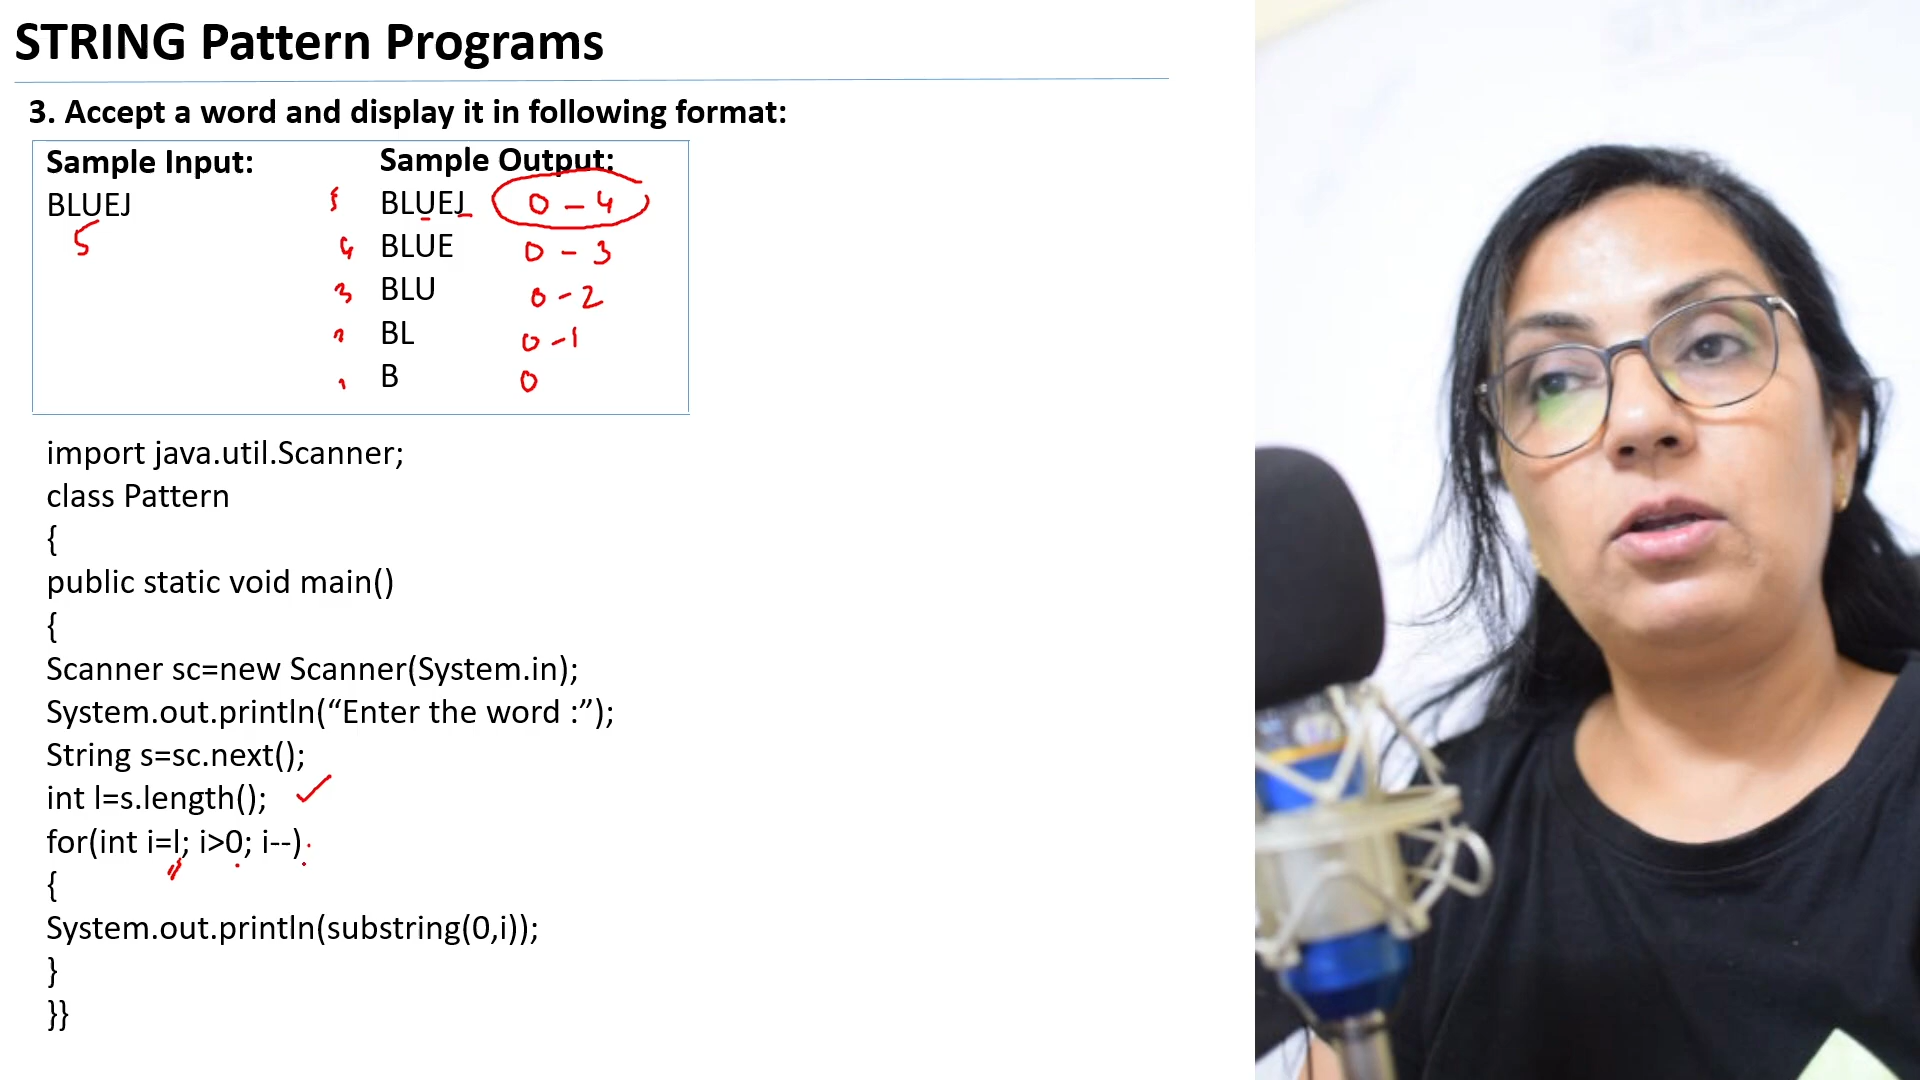 STRING Pattern Programs
3. Accept a word and display it in following format:
Sample Input: Sample Output:
BLUEJ 5 BLUEJ 0 - 4
5 4 BLUE 0 - 3
3 BLU 0 - 2
2 BL 0 - 1
1 B 0
import java.util.Scanner;
class Pattern
{
public static void main()
{
Scanner sc=new Scanner(System.in);
System.out.println(“Enter the word :”);
String s=sc.next();
int l=s.length();
for(int i=l; i>0; i--)
{
System.out.println(substring(0,i));
}
}}